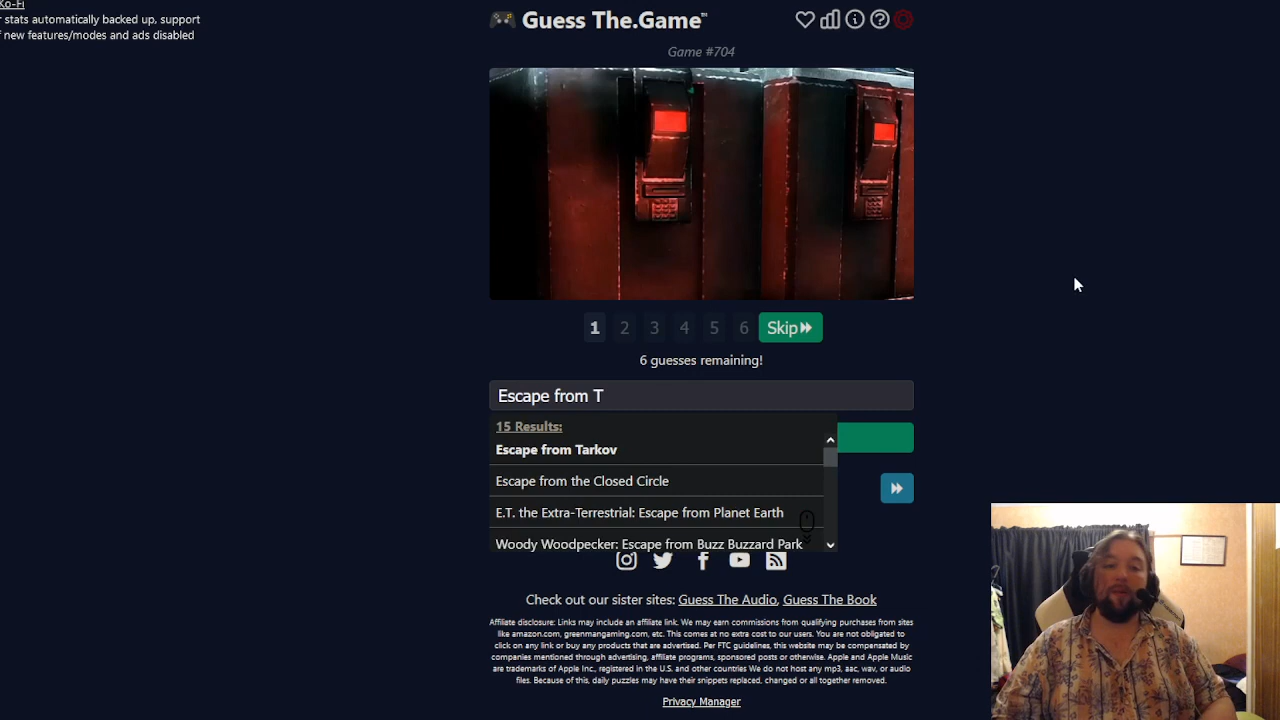 Ko-Fi
r stats automatically backed up, support
f new features/modes and ads disabled
Guess The.Game™
Game #704
1 2 3 4 5 6 Skip
6 guesses remaining!
Escape from T
15 Results:
Escape from Tarkov
Escape from the Closed Circle
E.T. the Extra-Terrestrial: Escape from Planet Earth
Woody Woodpecker: Escape from Buzz Buzzard Park
Check out our sister sites: Guess The Audio, Guess The Book
Affiliate disclosure: Links may include an affiliate link. We may earn commissions from qualifying purchases from sites
like amazon.com, greenmangaming.com, etc. This comes at no extra cost to our users. You are not obligated to
click on any link or buy any products that are advertised. Per FTC guidelines, this website may be compensated by
companies mentioned through advertising, affiliate programs, sponsored posts or otherwise. Apple and Apple Music
are trademarks of Apple Inc., registered in the U.S. and other countries We do not host any mp3, aac, wav, or audio
files. Because of this, daily puzzles may have their snippets replaced, changed or all together removed.
Privacy Manager